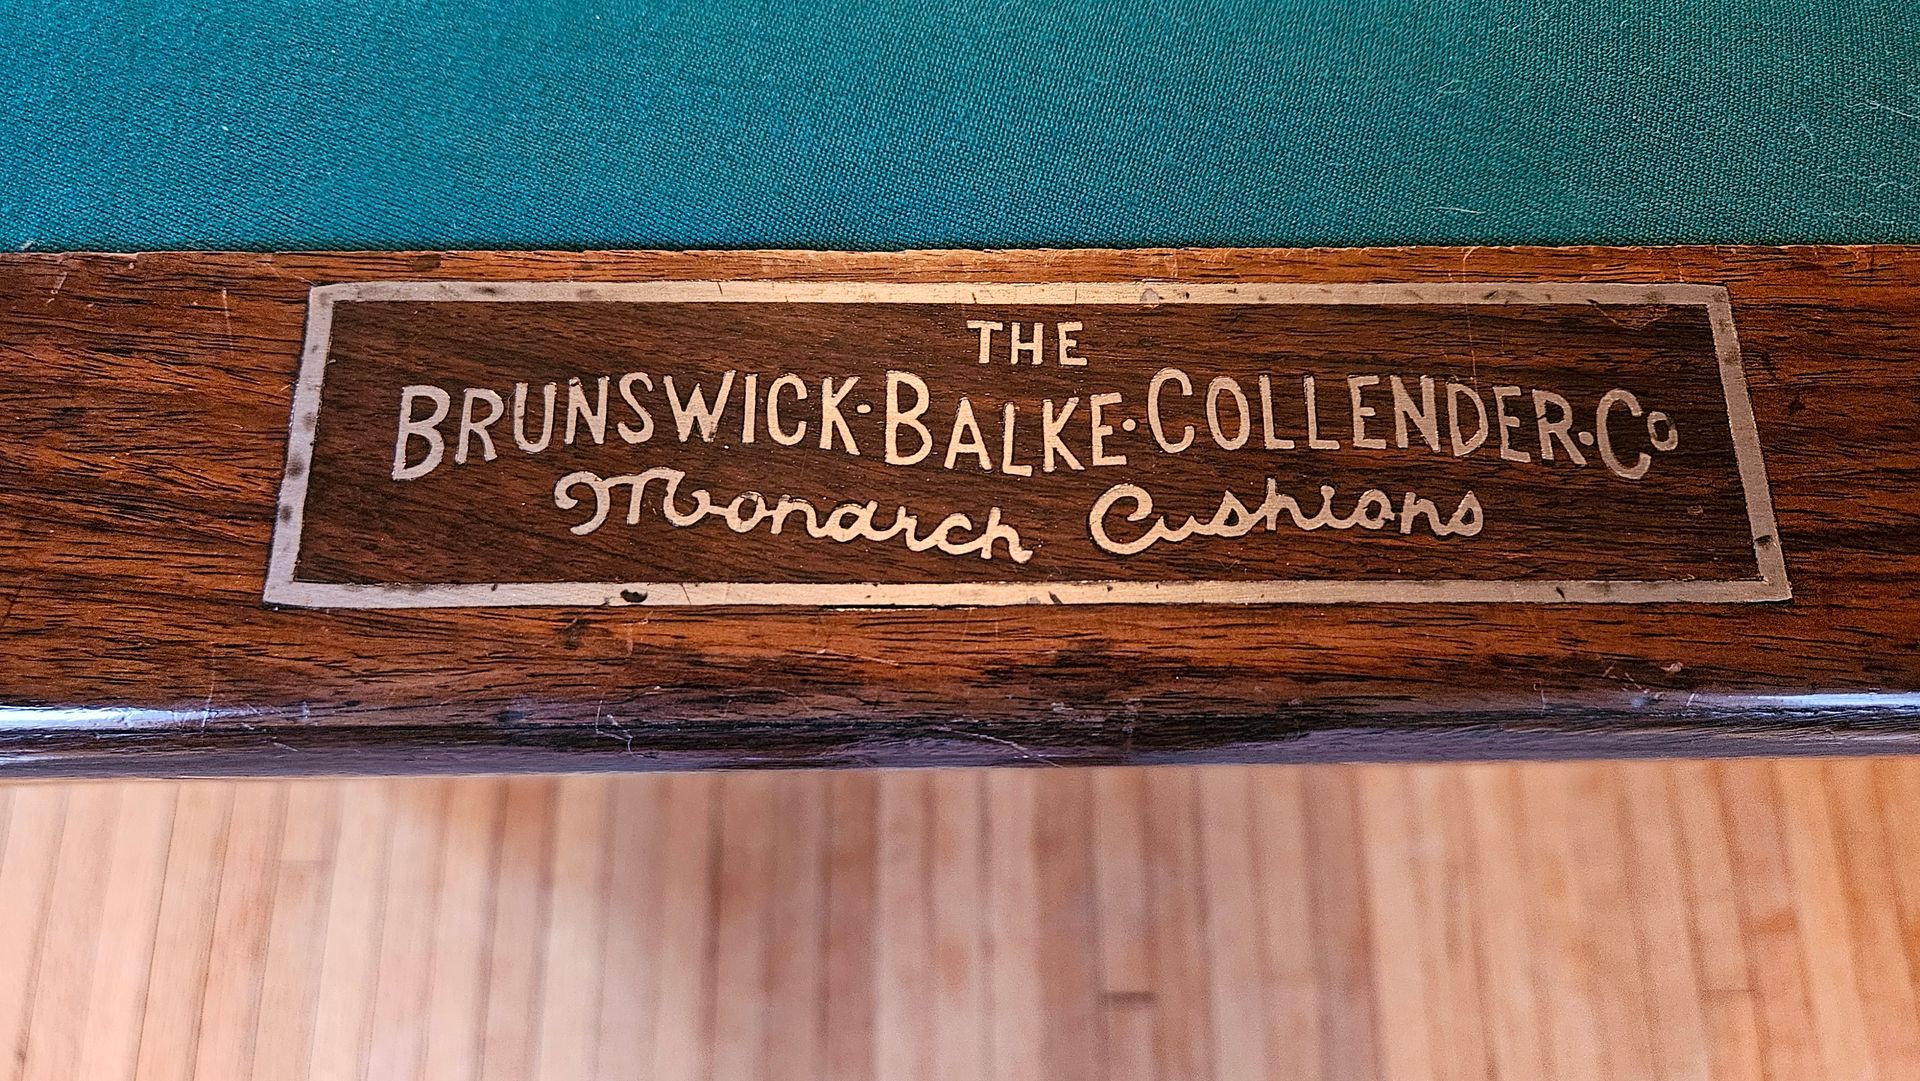 THE
BRUNSWICK·BALKE·COLLENDER·Co
Monarch Cushions